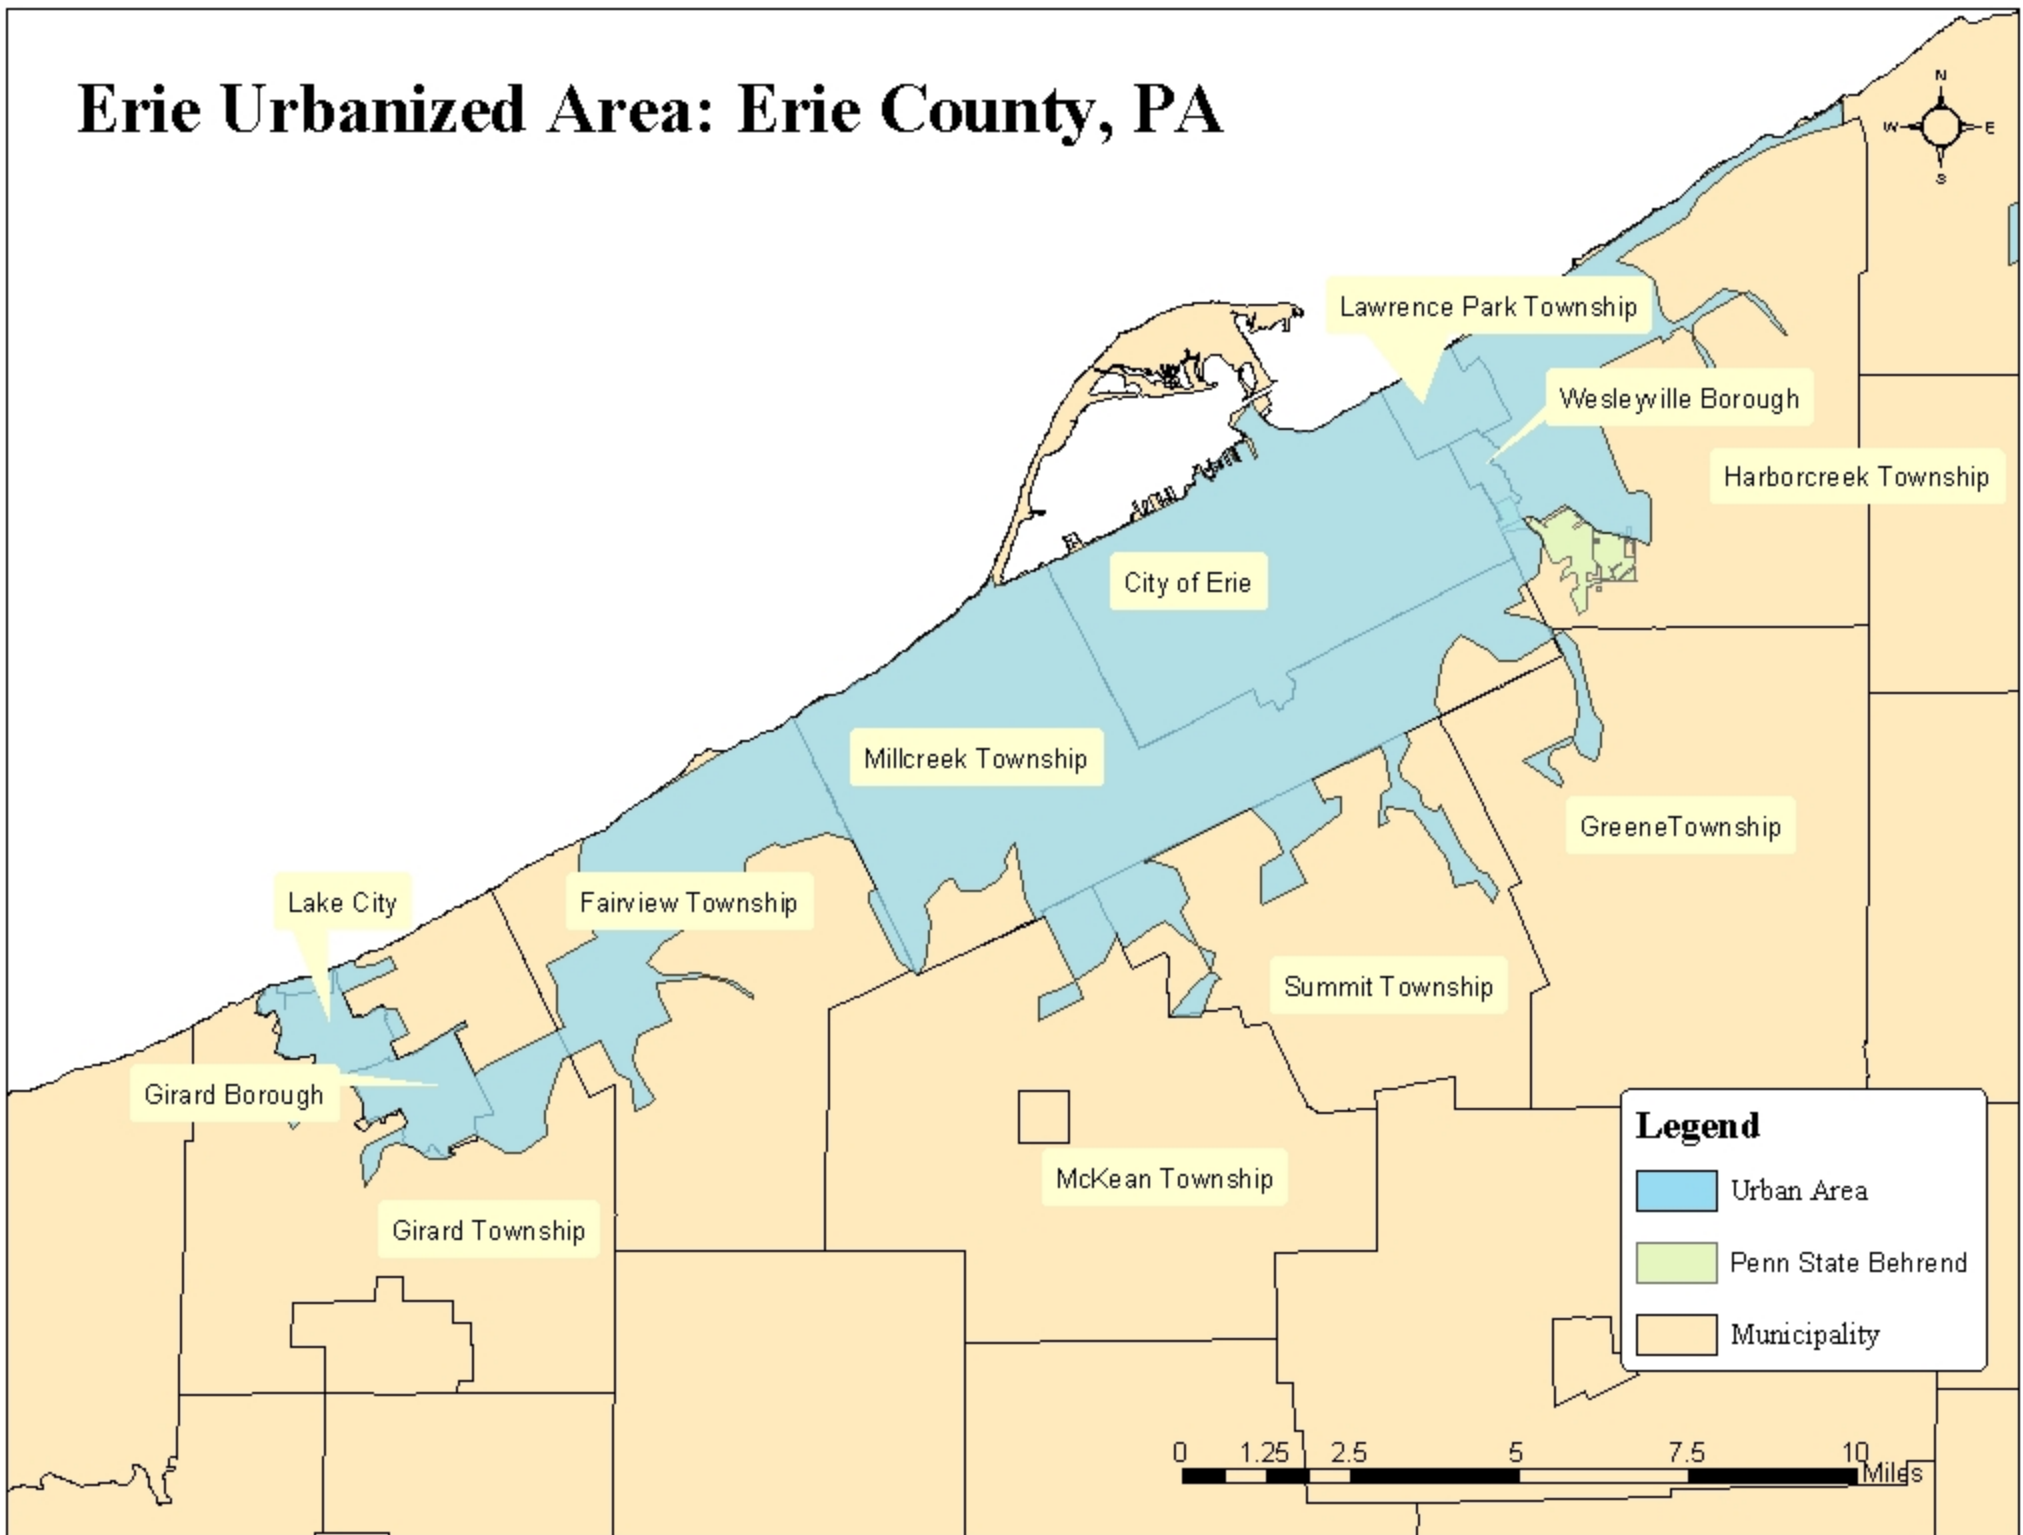 Erie Urbanized Area: Erie County, PA
N
W E
S
Lawrence Park Township
Wesleyville Borough
Harborcreek Township
City of Erie
Millcreek Township
GreeneTownship
Lake City
Fairview Township
Summit Township
Girard Borough
McKean Township
Girard Township
Legend
Urban Area
Penn State Behrend
Municipality
0 1.25 2.5 5 7.5 10
Miles